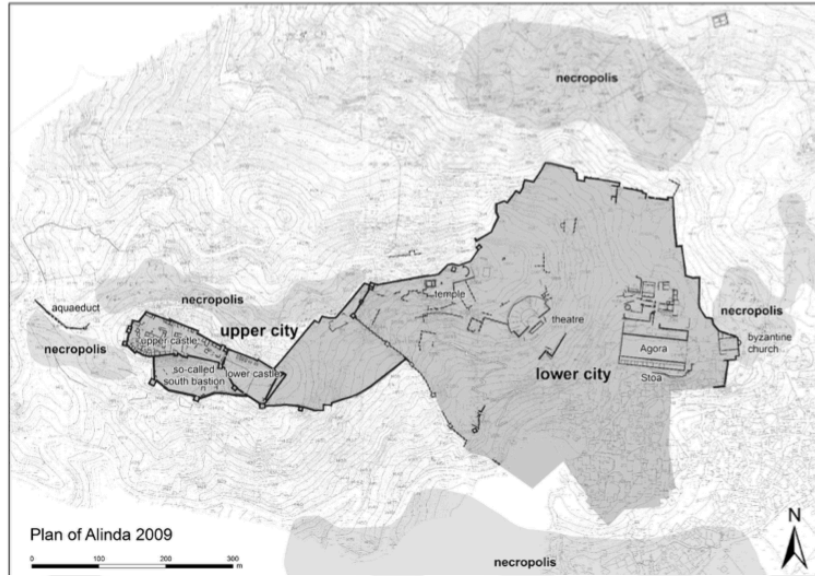 necropolis
aquaeduct
necropolis
upper city
temple
necropolis
theatre
necropolis
upper castle
byzantine
church
so-called
south bastion
lower castle
Agora
lower city
Stoa
Plan of Alinda 2009
N
0 100 200 300
m
necropolis